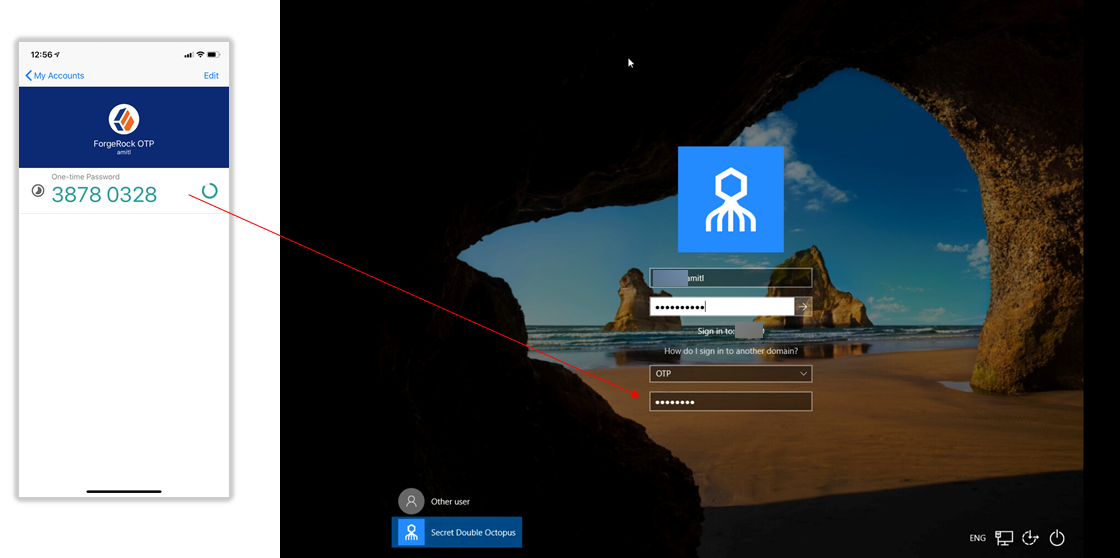 12:56
My Accounts
Edit
ForgeRock OTP
amitl
One-time Password
3878 0328
amitl
Sign in to:
How do I sign in to another domain?
OTP
Other user
Secret Double Octopus
ENG